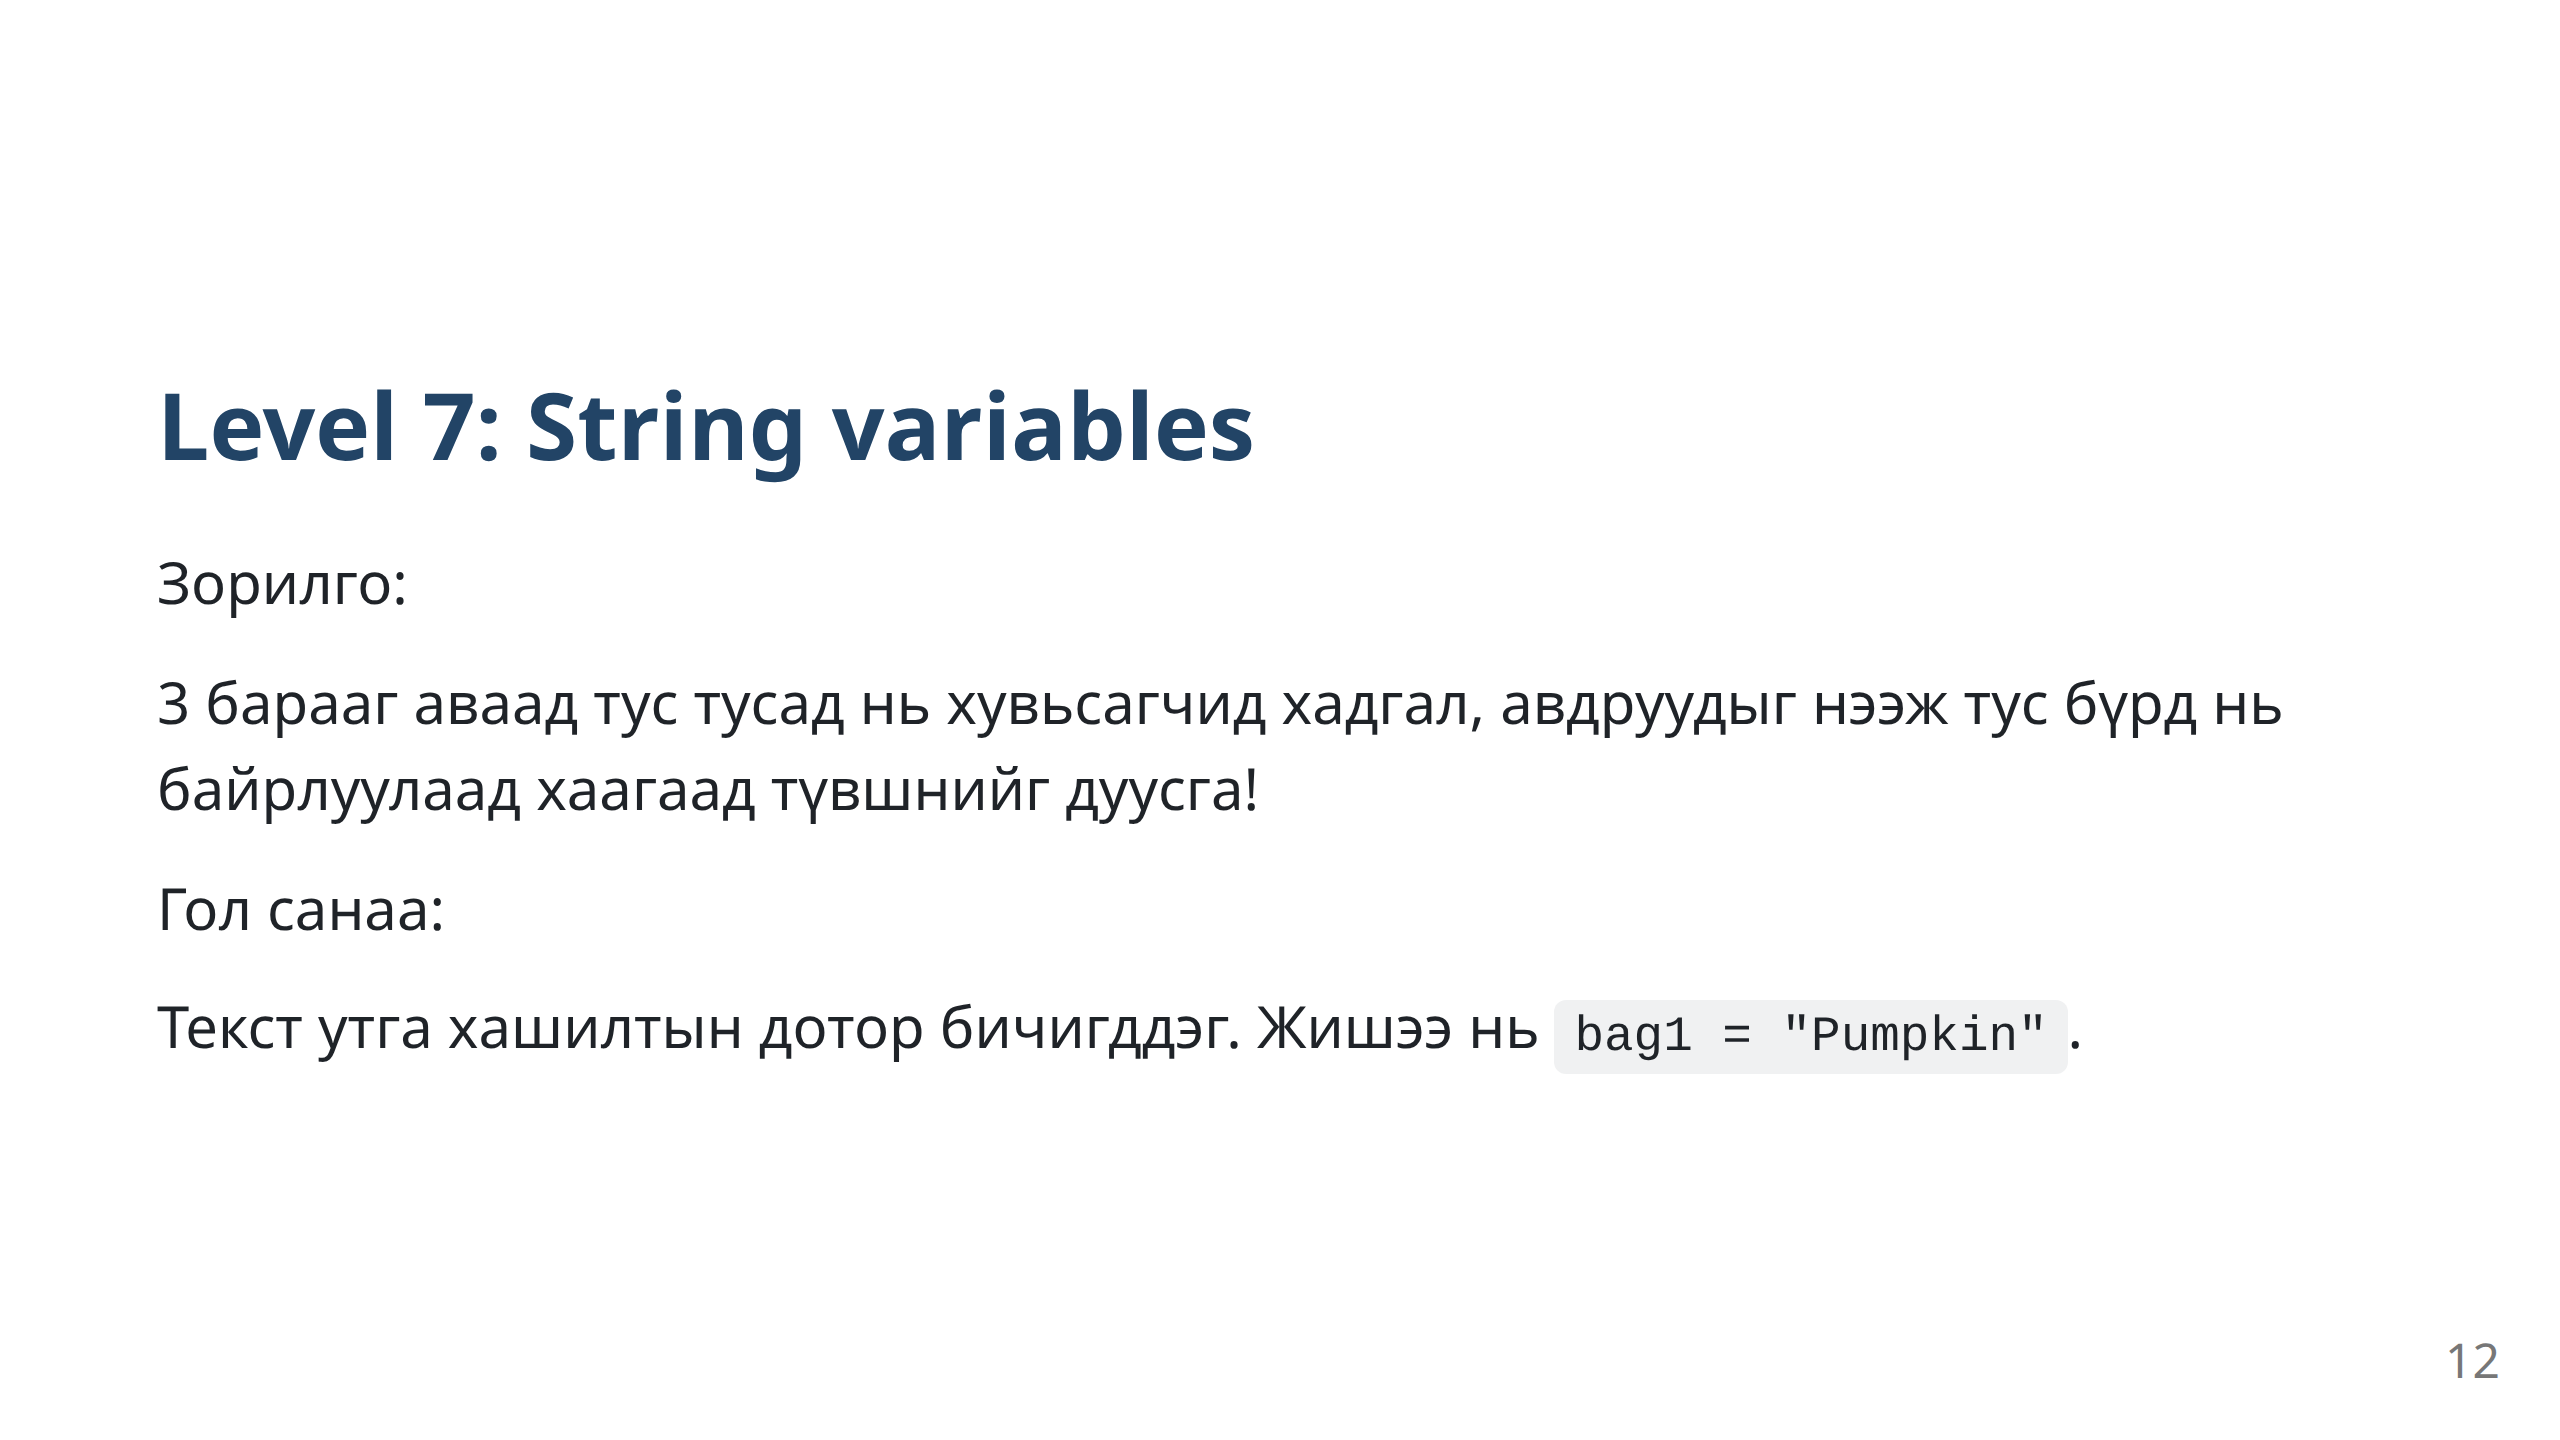 Level 7: String variables
Зорилго:
3 барааг аваад тус тусад нь хувьсагчид хадгал, авдруудыг нээж тус бүрд нь
байрлуулаад хаагаад түвшнийг дуусга!
Гол санаа:
Текст утга хашилтын дотор бичигддэг. Жишээ нь bag1 = "Pumpkin".
12